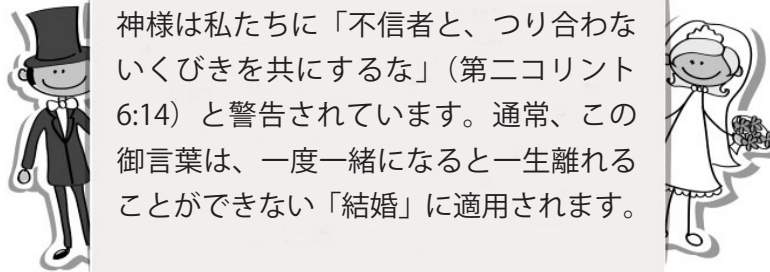 神様は私たちに「不信者と、つり合わな
いくびきを共にするな」（第二コリント
6:14）と警告されています。通常、この
御言葉は、一度一緒になると一生離れる
ことができない「結婚」に適用されます。